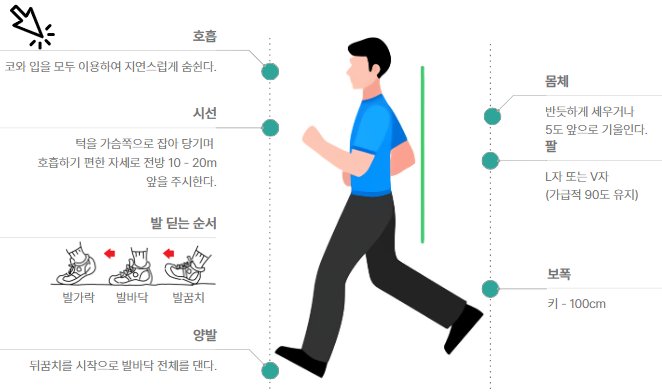 호흡
코와 입을 모두 이용하여 자연스럽게 숨쉰다.
시선
턱을 가슴쪽으로 잡아 당기며
호흡하기 편한 자세로 전방 10 - 20m
앞을 주시한다.
발 딛는 순서
발가락 발바닥 발꿈치
양발
뒤꿈치를 시작으로 발바닥 전체를 댄다.
몸체
반듯하게 세우거나
5도 앞으로 기울인다.
팔
L자 또는 V자
(가급적 90도 유지)
보폭
키 - 100cm